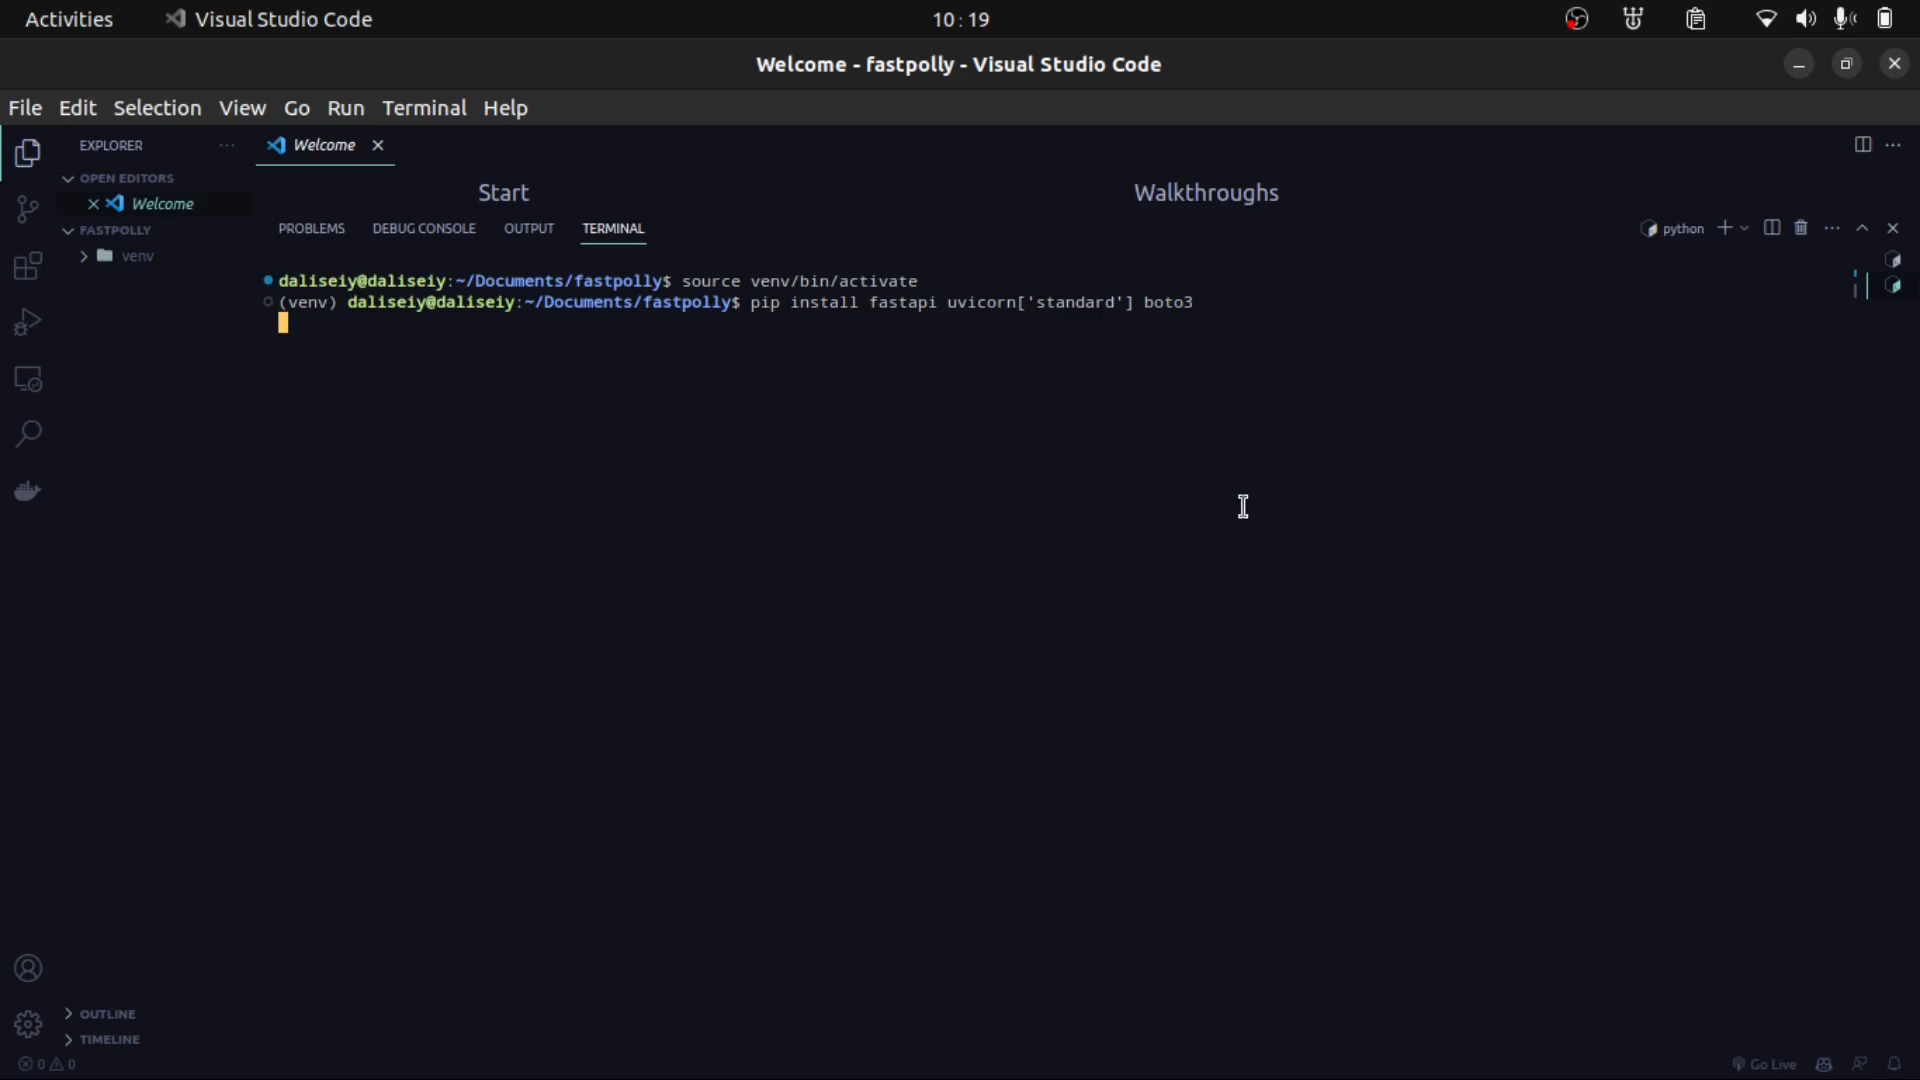 Activities Visual Studio Code 10:19
Welcome - fastpolly - Visual Studio Code
File Edit Selection View Go Run Terminal Help
EXPLORER
Welcome
OPEN EDITORS
Welcome
FASTPOLLY
venv
Start Walkthroughs
PROBLEMS DEBUG CONSOLE OUTPUT TERMINAL python
daliseiy@daliseiy:~/Documents/fastpolly$ source venv/bin/activate
(venv) daliseiy@daliseiy:~/Documents/fastpolly$ pip install fastapi uvicorn['standard'] boto3
OUTLINE
TIMELINE
0 0 Go Live